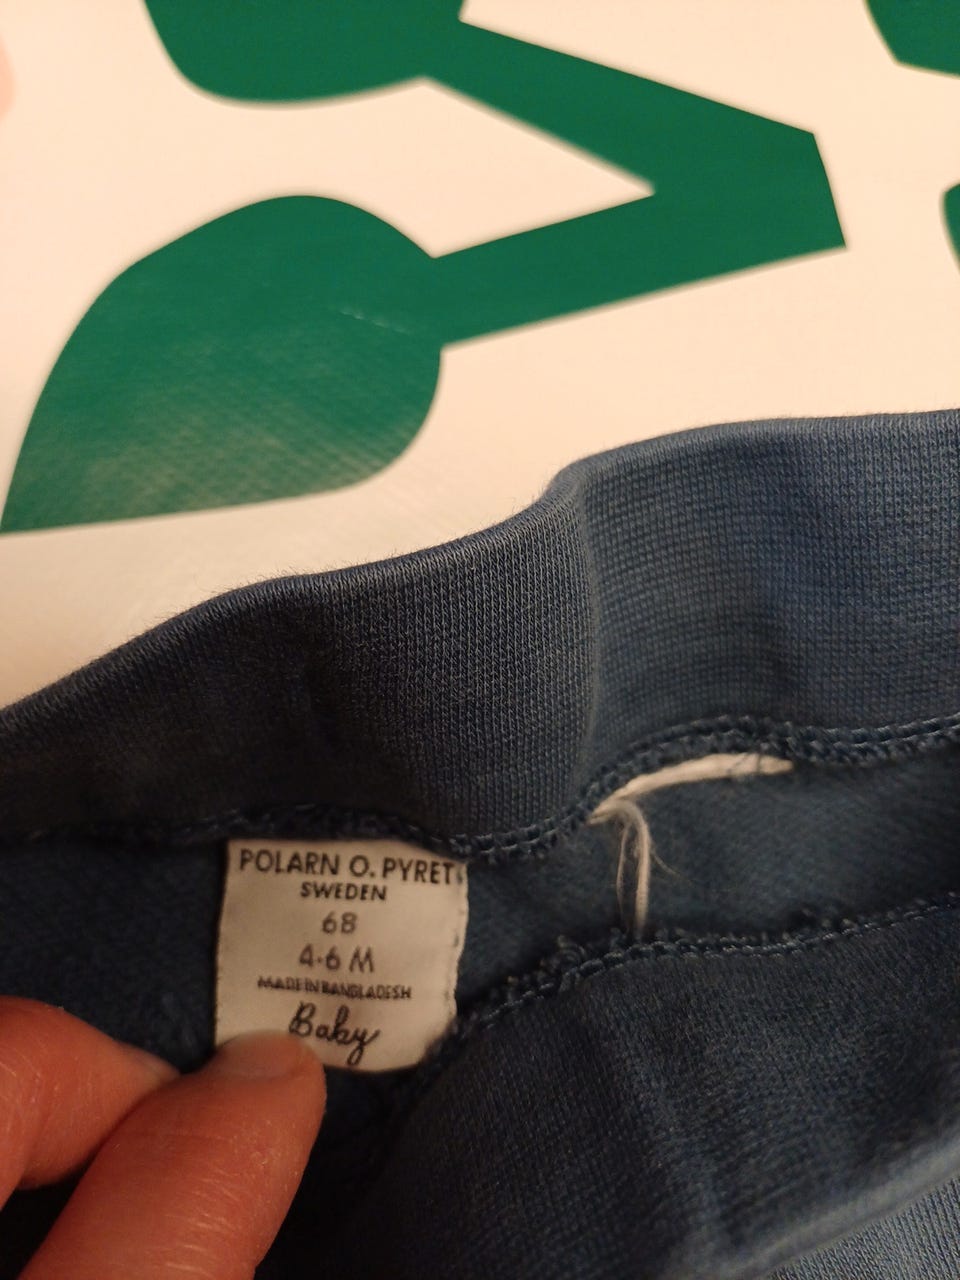 POLARN O. PYRET
SWEDEN
68
4-6 M
MADE IN BANGLADESH
Baby